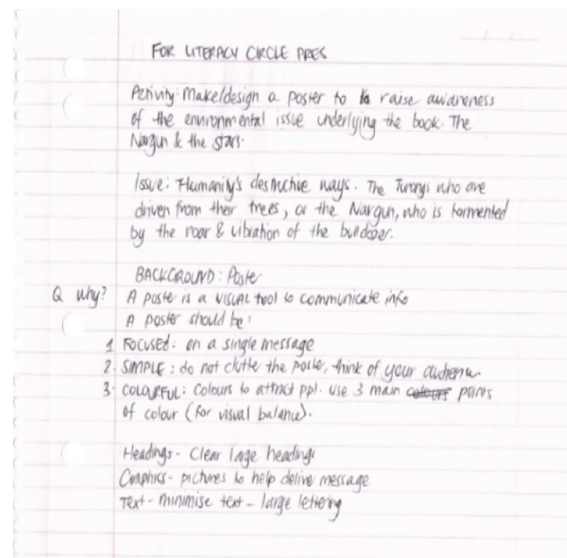 FOR LITERACY CIRCLE PRES
Activity: Make/design a poster to raise awareness
of the environmental issue underlying the book. The
Nargun & the stars.
Issue: Humanity's destructive ways. The Turongs who are
driven from their trees, or the Nargun, who is tormented
by the roar & vibration of the bulldozer.
BACKGROUND: Poster
Q why? A poster is a VISUAL tool to communicate info
A poster should be:
1 FOCUSED: on a single message
2. SIMPLE: do not clutter the poster, think of your audience
3. COLOURFUL: colours to attract ppl. use 3 main colours points
of colour (for visual balance).
Headings - Clear large headings
Graphics - pictures to help deliver message
Text - minimise text - large lettering